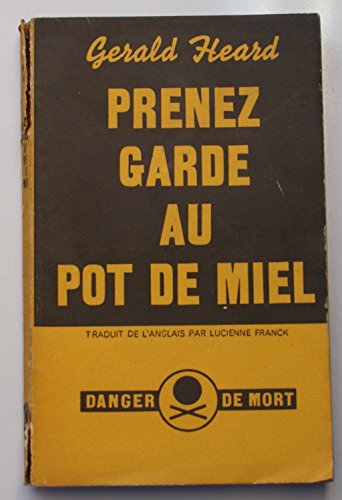 Gerald Heard
PRENEZ
GARDE
AU
POT DE MIEL
TRADUIT DE L'ANGLAIS PAR LUCIENNE FRANCK
DANGER DE MORT